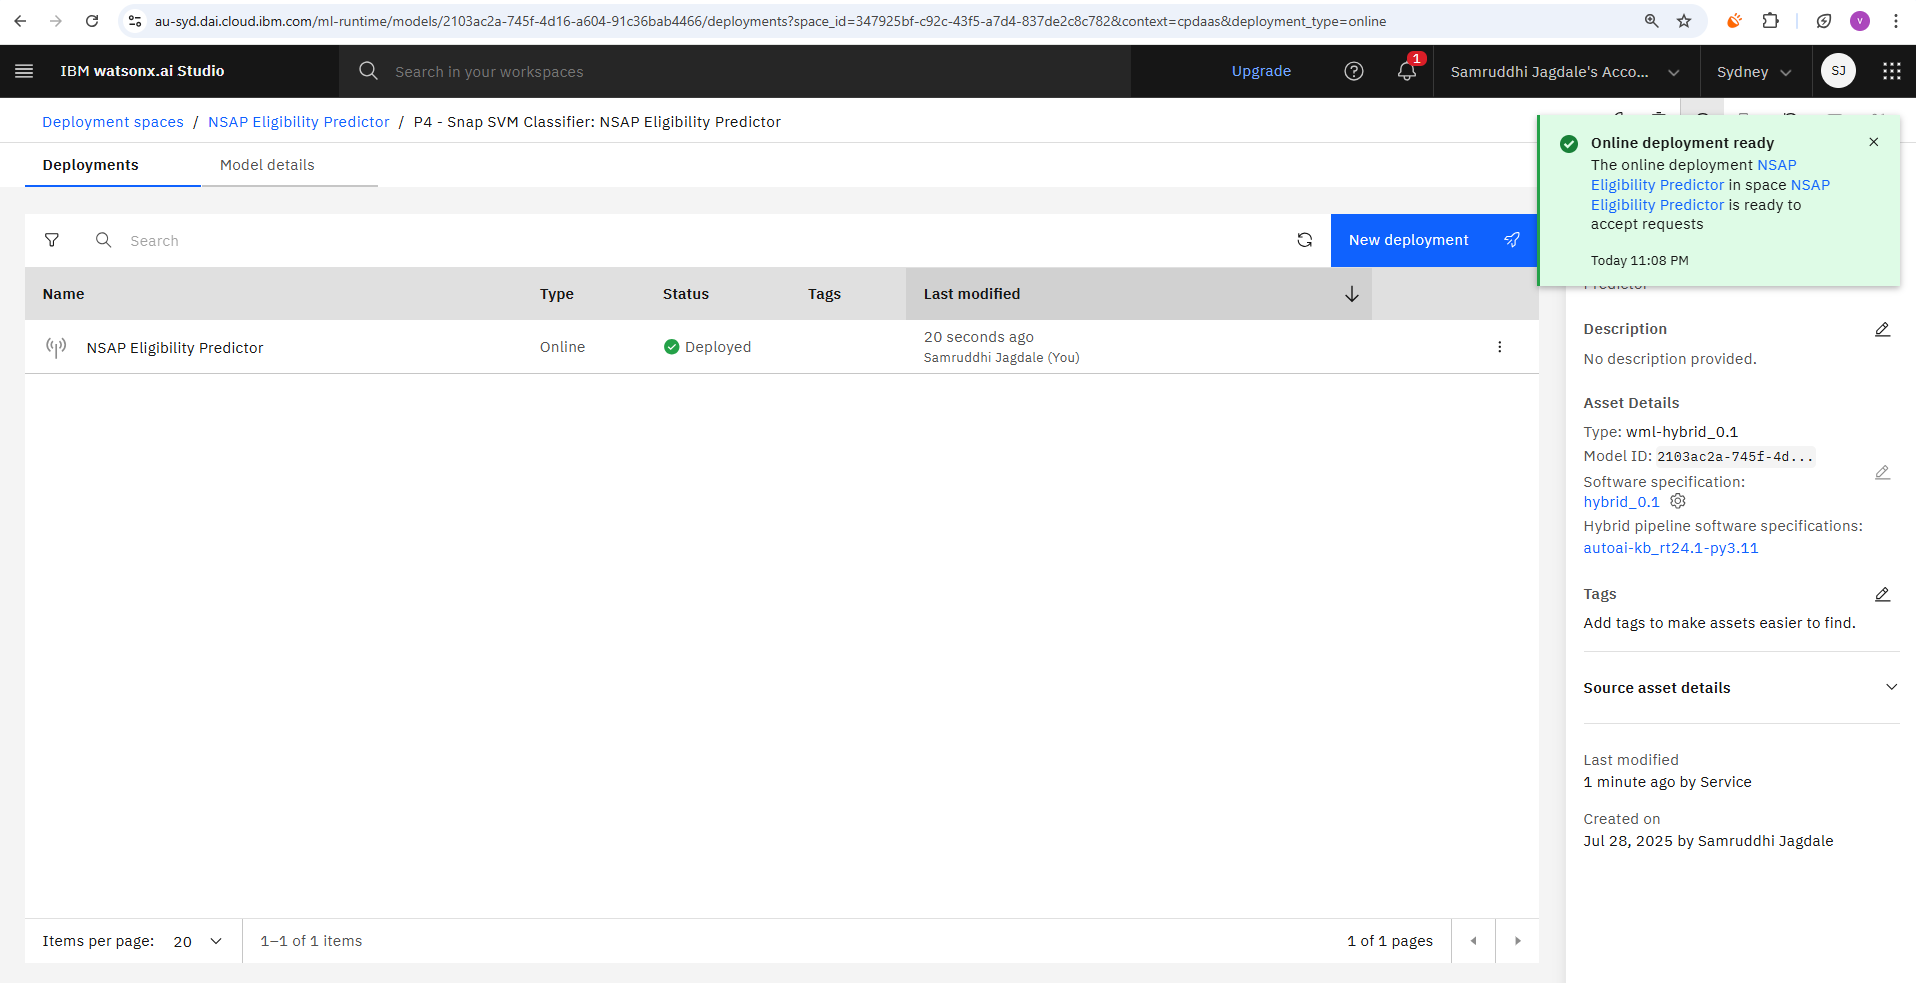 au-syd.dai.cloud.ibm.com/ml-runtime/models/2103ac2a-745f-4d16-a604-91c36bab4466/deployments?space_id=347925bf-c92c-43f5-a7d4-837de2c8c782&context=cpdaas&deployment_type=online
V
IBM watsonx.ai Studio
Search in your workspaces
Upgrade
1
Samruddhi Jagdale's Acco...
Sydney
SJ
Deployment spaces / NSAP Eligibility Predictor / P4 - Snap SVM Classifier: NSAP Eligibility Predictor
Deployments
Model details
Online deployment ready
The online deployment NSAP
Eligibility Predictor in space NSAP
Eligibility Predictor is ready to
accept requests
Today 11:08 PM
Search
New deployment
Name
Type
Status
Tags
Last modified
NSAP Eligibility Predictor
Online
Deployed
20 seconds ago
Samruddhi Jagdale (You)
Predictor
Description
No description provided.
Asset Details
Type: wml-hybrid_0.1
Model ID: 2103ac2a-745f-4d...
Software specification:
hybrid_0.1
Hybrid pipeline software specifications:
autoai-kb_rt24.1-py3.11
Tags
Add tags to make assets easier to find.
Source asset details
Last modified
1 minute ago by Service
Created on
Jul 28, 2025 by Samruddhi Jagdale
Items per page: 20
1–1 of 1 items
1 of 1 pages